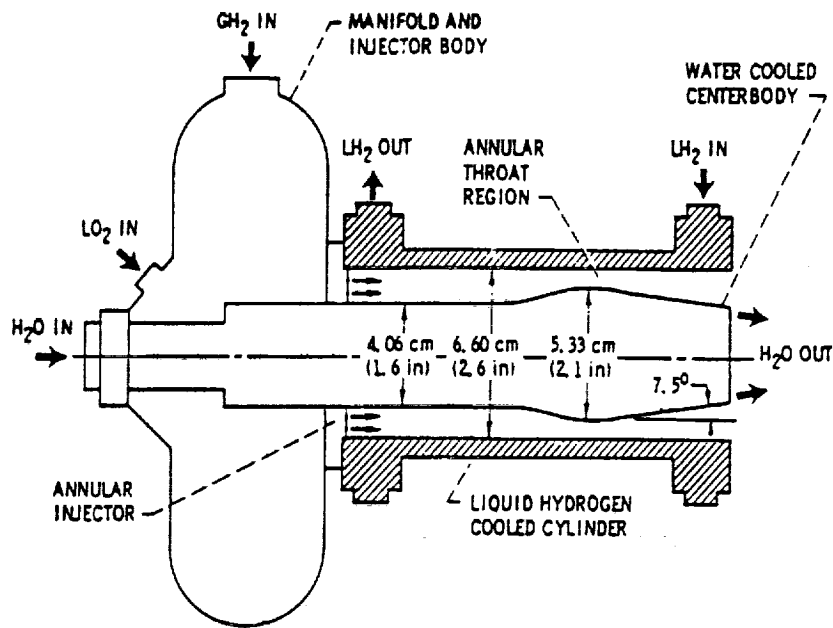 GH2 IN
MANIFOLD AND
INJECTOR BODY
WATER COOLED
CENTERBODY
LH2 OUT
ANNULAR
THROAT
REGION
LH2 IN
LO2 IN
H2O IN
4.06 cm
(1.6 in)
6.60 cm
(2.6 in)
5.33 cm
(2.1 in)
H2O OUT
7.5°
ANNULAR
INJECTOR
LIQUID HYDROGEN
COOLED CYLINDER